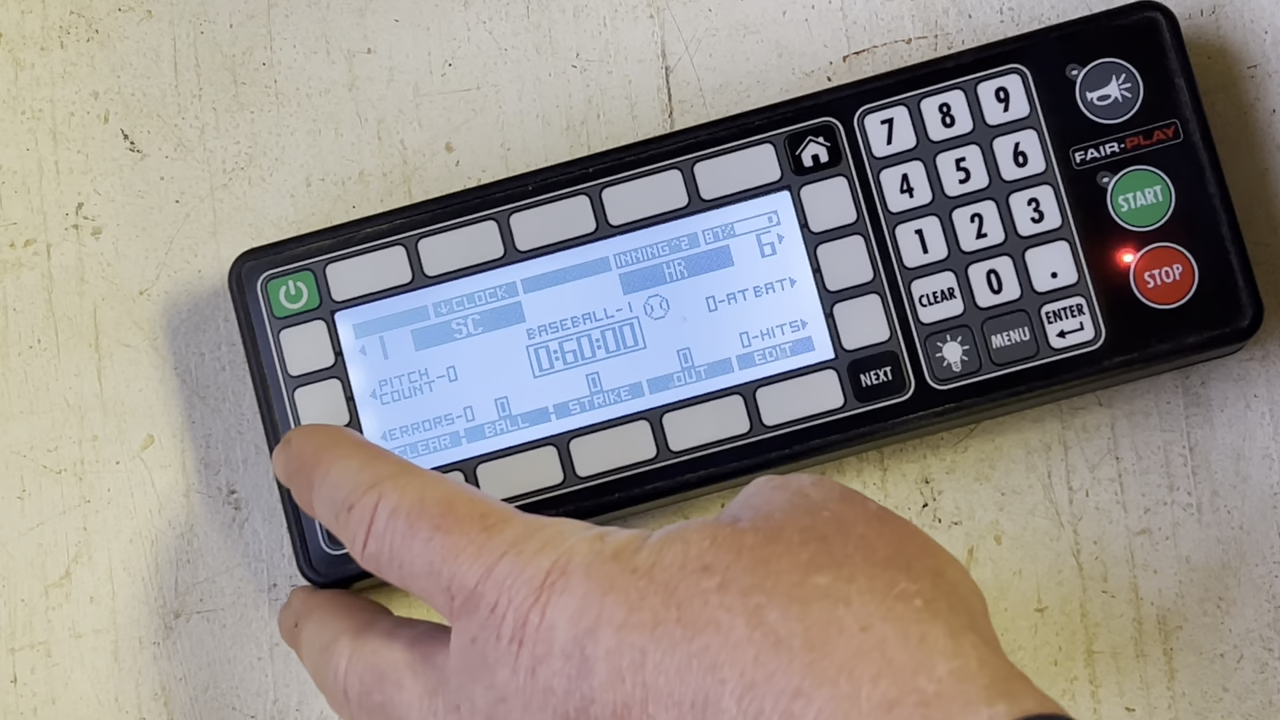 ↓CLOCK
INNING^2 87%
SC
HR
6
1
BASEBALL-1
0:60:00
0-AT BAT
PITCH-0
COUNT
0-HITS
ERRORS-0
0
0
0
CLEAR BALL STRIKE OUT EDIT
7 8 9
4 5 6
1 2 3
CLEAR 0 .
MENU ENTER
NEXT
FAIR-PLAY
START
STOP